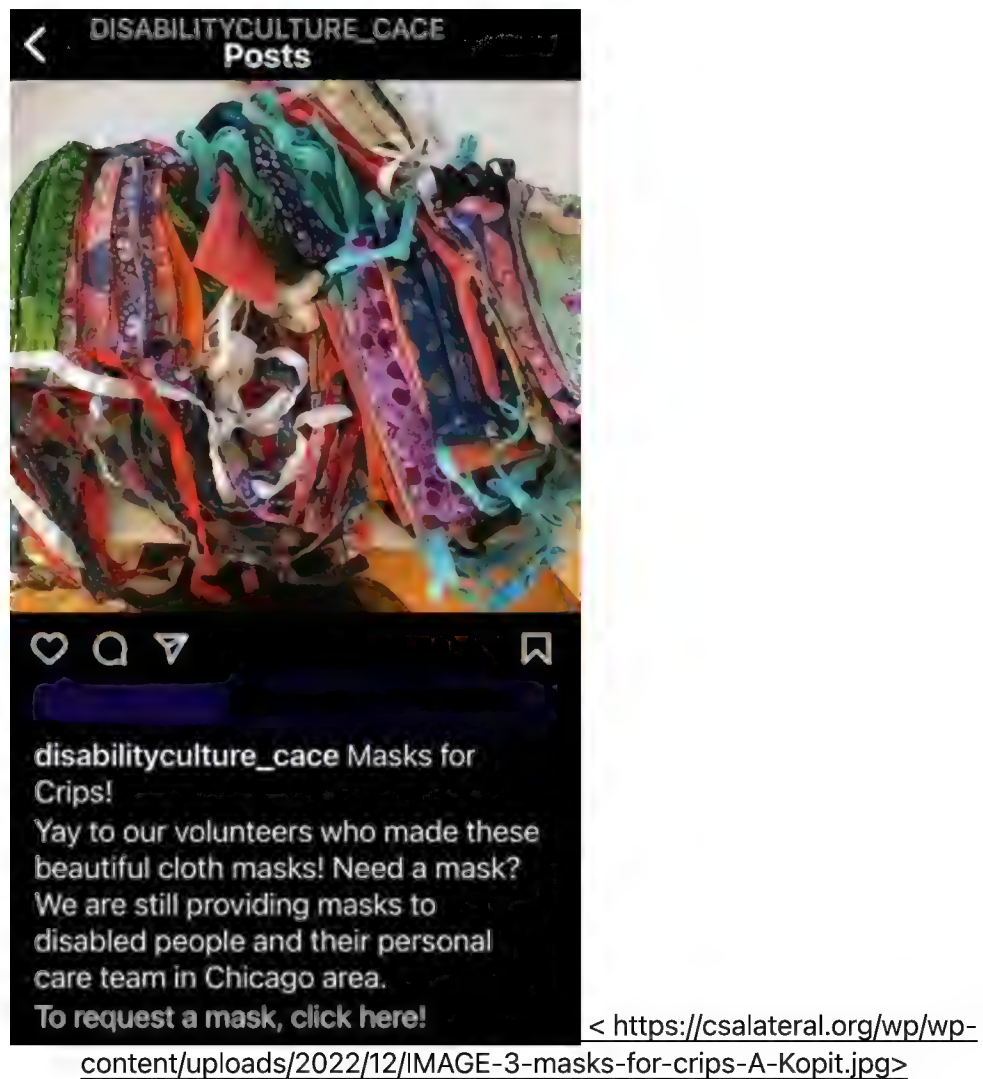 DISABILITYCULTURE_CACE
Posts
disabilityculture_cace Masks for
Crips!
Yay to our volunteers who made these
beautiful cloth masks! Need a mask?
We are still providing masks to
disabled people and their personal
care team in Chicago area.
To request a mask, click here!
< https://csalateral.org/wp/wp-
content/uploads/2022/12/IMAGE-3-masks-for-crips-A-Kopit.jpg>